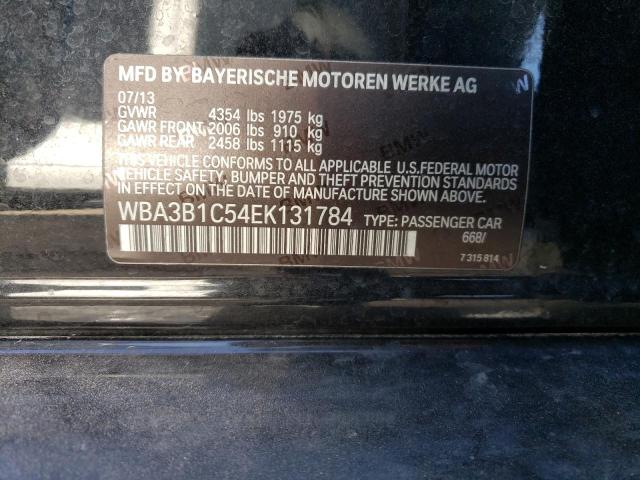 MFD BY BAYERISCHE MOTOREN WERKE AG
07/13
GVWR 4354 lbs 1975 kg
GAWR FRONT 2006 lbs 910 kg
GAWR REAR 2458 lbs 1115 kg
THIS VEHICLE CONFORMS TO ALL APPLICABLE U.S.FEDERAL MOTOR
VEHICLE SAFETY, BUMPER AND THEFT PREVENTION STANDARDS
IN EFFECT ON THE DATE OF MANUFACTURE SHOWN ABOVE.
WBA3B1C54EK131784 TYPE: PASSENGER CAR
668/
7 315 814